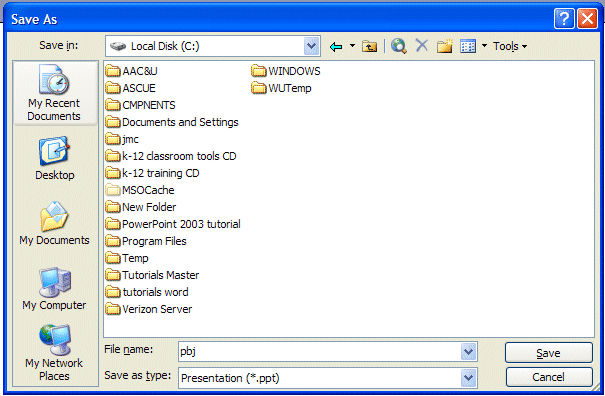 Save As
Save in:
Local Disk (C:)
Tools
My Recent
Documents
Desktop
My Documents
My Computer
My Network
Places
AAC&U
ASCUE
CMPNENTS
Documents and Settings
jmc
k-12 classroom tools CD
k-12 training CD
MSOCache
New Folder
PowerPoint 2003 tutorial
Program Files
Temp
Tutorials Master
tutorials word
Verizon Server
WINDOWS
WUTemp
File name:
pbj
Save
Save as type:
Presentation (*.ppt)
Cancel